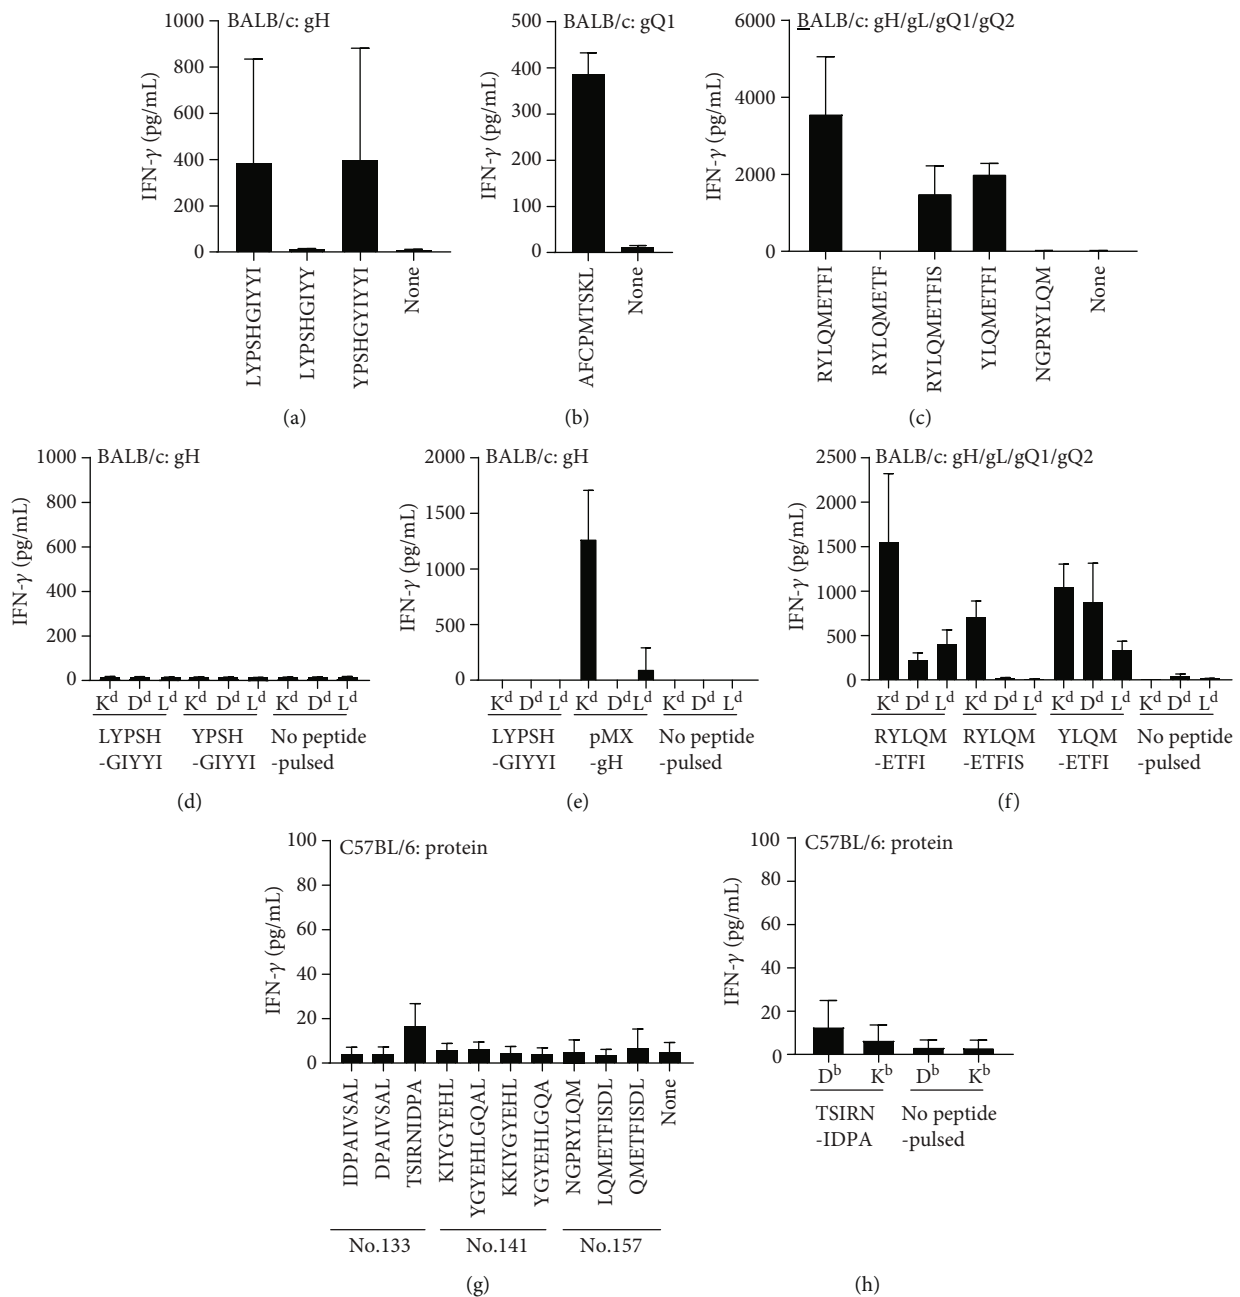 BALB/c: gH
IFN-γ (pg/mL)
1000
800
600
400
200
0
LYPSHGIYYI
LYPSHGIYY
YPSHGYIYYI
None
(a)
BALB/c: gQ1
IFN-γ (pg/mL)
500
400
300
200
100
0
AFCPMTSKL
None
(b)
BALB/c: gH/gL/gQ1/gQ2
IFN-γ (pg/mL)
6000
4000
2000
0
RYLQMETFI
RYLQMETF
RYLQMETFIS
YLQMETFI
NGPRYLQM
None
(c)
BALB/c: gH
IFN-γ (pg/mL)
1000
800
600
400
200
0
Kd Dd Ld Kd Dd Ld Kd Dd Ld
LYPSH YPSH No peptide
-GIYYI -GIYYI -pulsed
(d)
BALB/c: gH
IFN-γ (pg/mL)
2000
1500
1000
500
0
Kd Dd Ld Kd Dd Ld Kd Dd Ld
LYPSH pMX No peptide
-GIYYI -gH -pulsed
(e)
BALB/c: gH/gL/gQ1/gQ2
IFN-γ (pg/mL)
2500
2000
1500
1000
500
0
Kd Dd Ld Kd Dd Ld Kd Dd Ld Kd Dd Ld
RYLQM RYLQM YLQM No peptide
-ETFI -ETFIS -ETFI -pulsed
(f)
C57BL/6: protein
IFN-γ (pg/mL)
100
80
60
40
20
0
IDPAIVSAL
DPAIVSAL
TSIRNIDPA
KIYGYEHL
YGYEHLGQAL
KKIYGYEHL
YGYEHLGQA
NGPRYLQM
LQMETFISDL
QMETFISDL
None
No.133 No.141 No.157
(g)
C57BL/6: protein
IFN-γ (pg/mL)
100
80
60
40
20
0
Db Kb Db Kb
TSIRN No peptide
-IDPA -pulsed
(h)